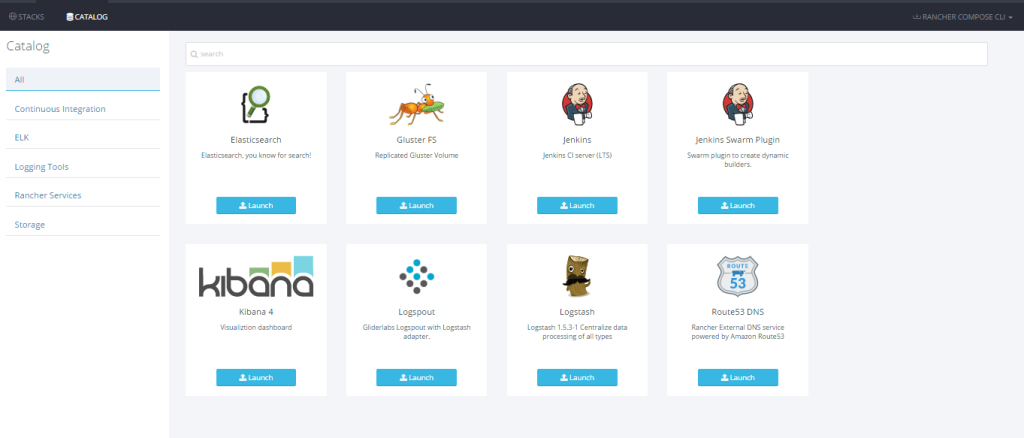 STACKS
CATALOG
RANCHER COMPOSE CLI
Catalog
All
Continuous Integration
ELK
Logging Tools
Rancher Services
Storage
search
Elasticsearch
Elasticsearch, you know for search!
Launch
Gluster FS
Replicated Gluster Volume
Launch
Jenkins
Jenkins CI server (LTS)
Launch
Jenkins Swarm Plugin
Swarm plugin to create dynamic
builders.
Launch
kibana
Kibana 4
Visualiztion dashboard
Launch
Logspout
Gliderlabs Logspout with Logstash
adapter.
Launch
Logstash
Logstash 1.5.3-1 Centralize data
processing of all types
Launch
ROUTE
53
Route53 DNS
Rancher External DNS service
powered by Amazon Route53
Launch